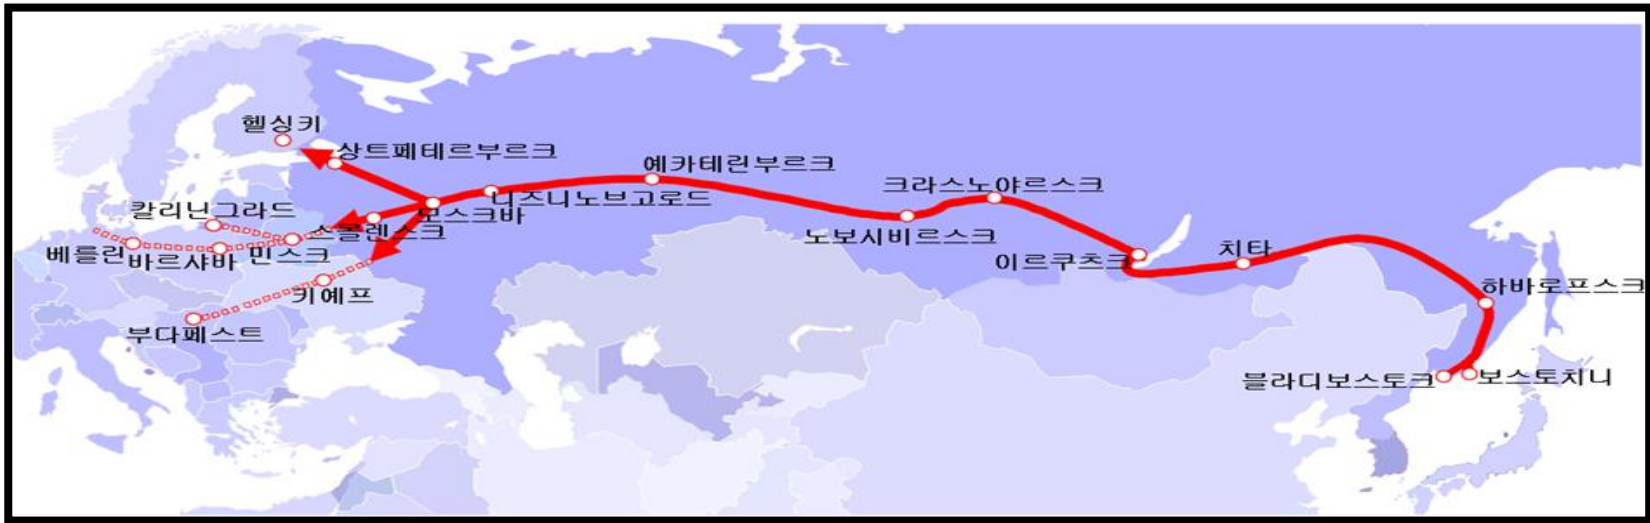 헬싱키
상트페테르부르크
예카테린부르크
크라스노야르스크
니즈니노브고로드
칼리닌그라드
모스크바
노보시비르스크
스몰렌스크
베를린
바르샤바
민스크
이르쿠츠크
치타
하바로프스크
키예프
부다페스트
블라디보스토크
보스토치니